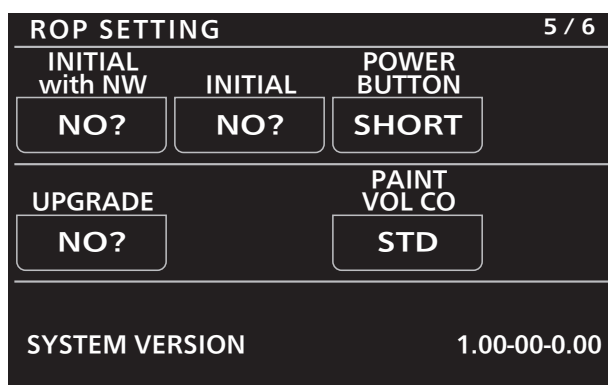 ROP SETTING 5 / 6
INITIAL with NW INITIAL POWER BUTTON
NO? NO? SHORT
UPGRADE PAINT VOL CO
NO? STD
SYSTEM VERSION 1.00-00-0.00